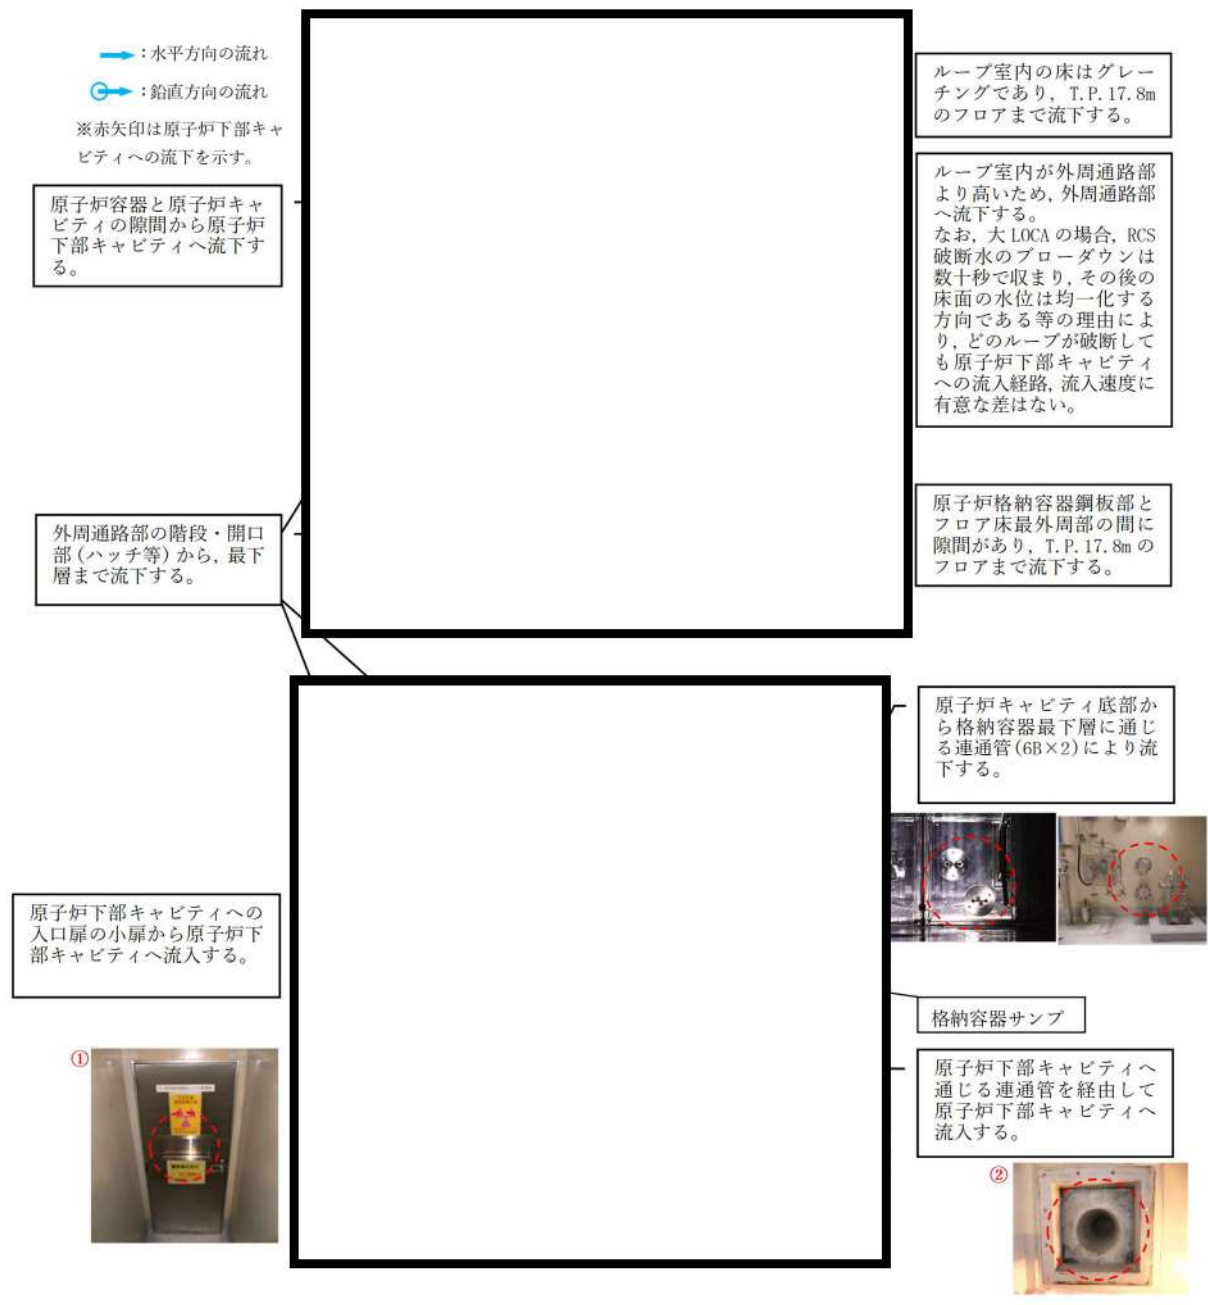 ：水平方向の流れ
：鉛直方向の流れ
※赤矢印は原子炉下部キャ
ビティへの流下を示す。
原子炉容器と原子炉キャ
ビティの隙間から原子炉
下部キャビティへ流下す
る。
外周通路部の階段・開口
部(ハッチ等)から, 最下
層まで流下する。
ループ室内の床はグレー
チングであり, T.P.17.8m
のフロアまで流下する。
ループ室内が外周通路部
より高いため, 外周通路部
へ流下する。
なお, 大 LOCA の場合, RCS
破断水のブローダウンは
数十秒で収まり, その後の
床面の水位は均一化する
方向である等の理由によ
り, どのループが破断して
も原子炉下部キャビティ
への流入経路, 流入速度に
有意な差はない。
原子炉格納容器鋼板部と
フロア床最外周部の間に
隙間があり, T.P.17.8m の
フロアまで流下する。
原子炉キャビティ底部か
ら格納容器最下層に通じ
る連通管(6B×2)により流
下する。
原子炉下部キャビティへの
入口扉の小扉から原子炉下
部キャビティへ流入する。
①
格納容器サンプ
原子炉下部キャビティへ
通じる連通管を経由して
原子炉下部キャビティへ
流入する。
②